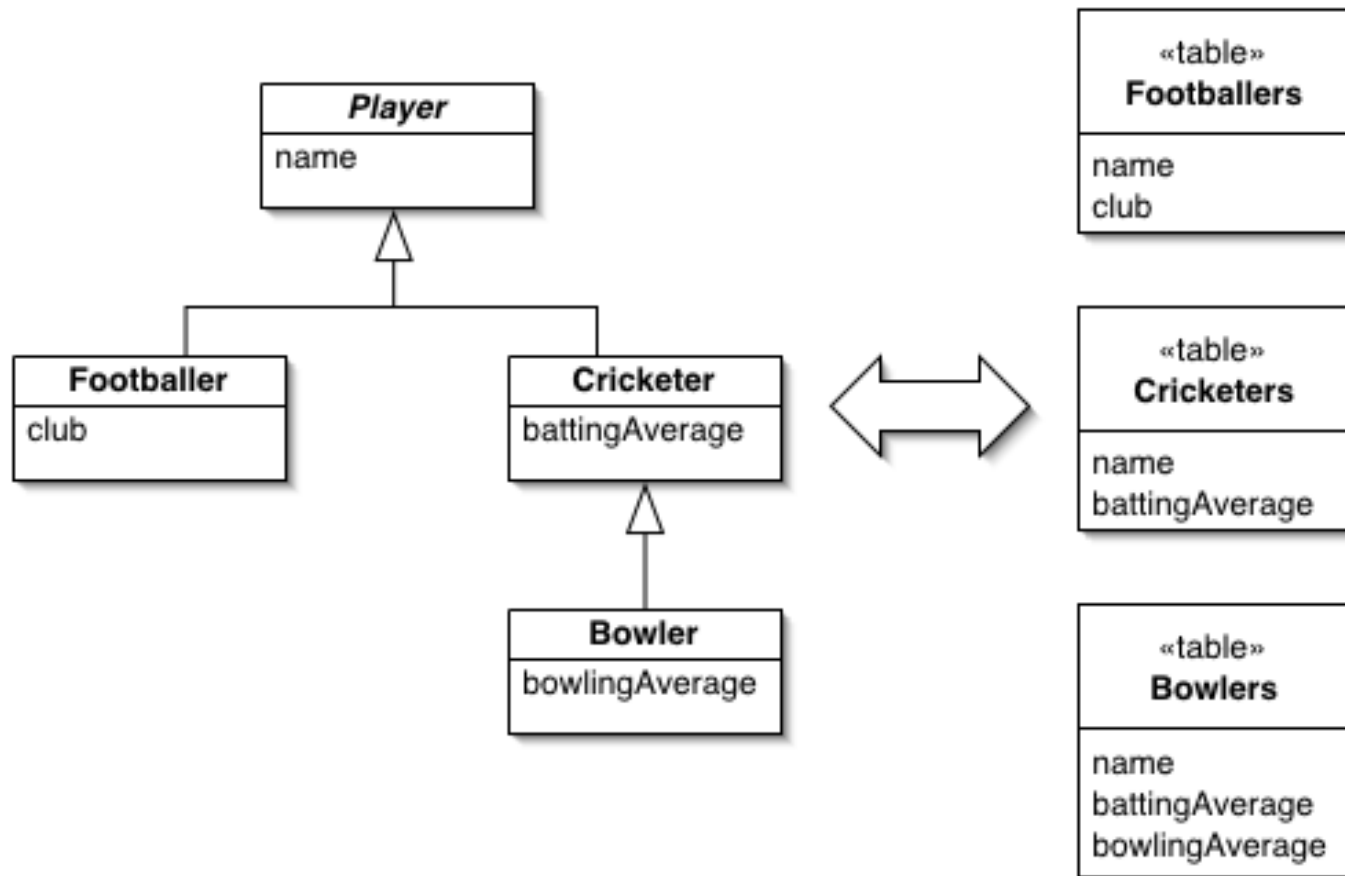 Player
name
Footballer
club
Cricketer
battingAverage
Bowler
bowlingAverage
«table»
Footballers
name
club
«table»
Cricketers
name
battingAverage
«table»
Bowlers
name
battingAverage
bowlingAverage